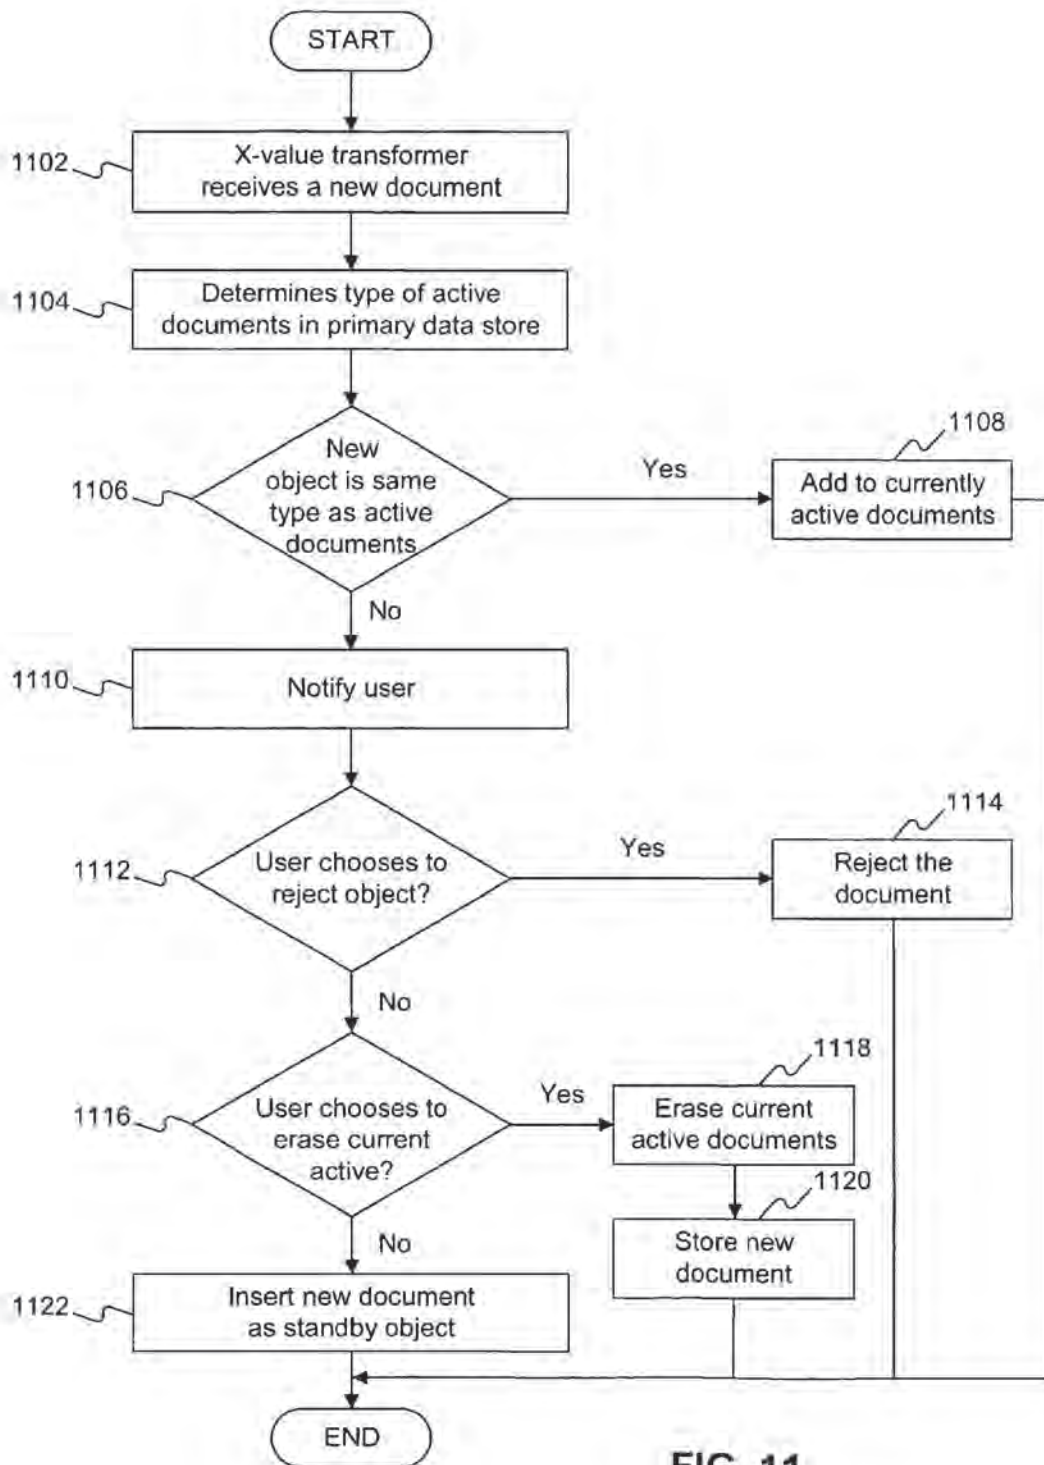 START
1102
X-value transformer
receives a new document
1104
Determines type of active
documents in primary data store
1106
New
object is same
type as active
documents
Yes
1108
Add to currently
active documents
No
1110
Notify user
1112
User chooses to
reject object?
Yes
1114
Reject the
document
No
1116
User chooses to
erase current
active?
Yes
1118
Erase current
active documents
1120
Store new
document
No
1122
Insert new document
as standby object
END
FIG. 11